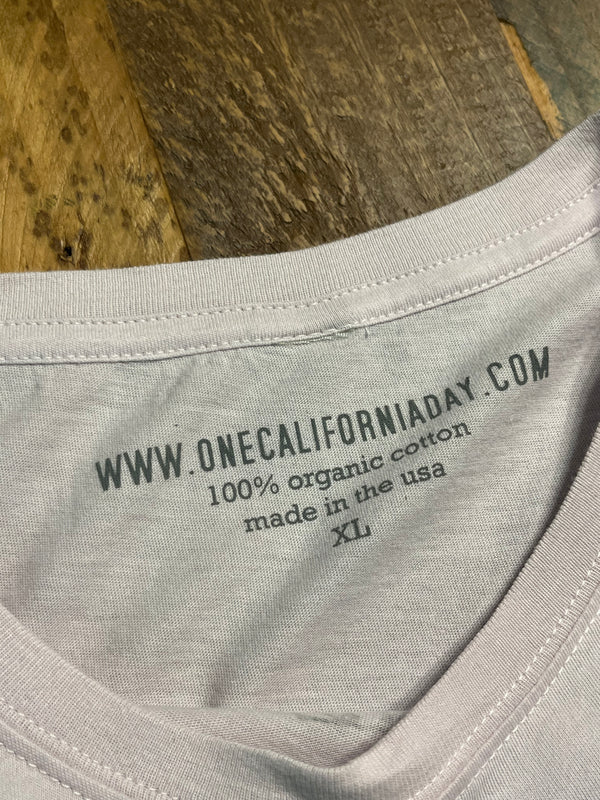 WWW.ONECALIFORNIADAY.COM
100% organic cotton
made in the usa
XL